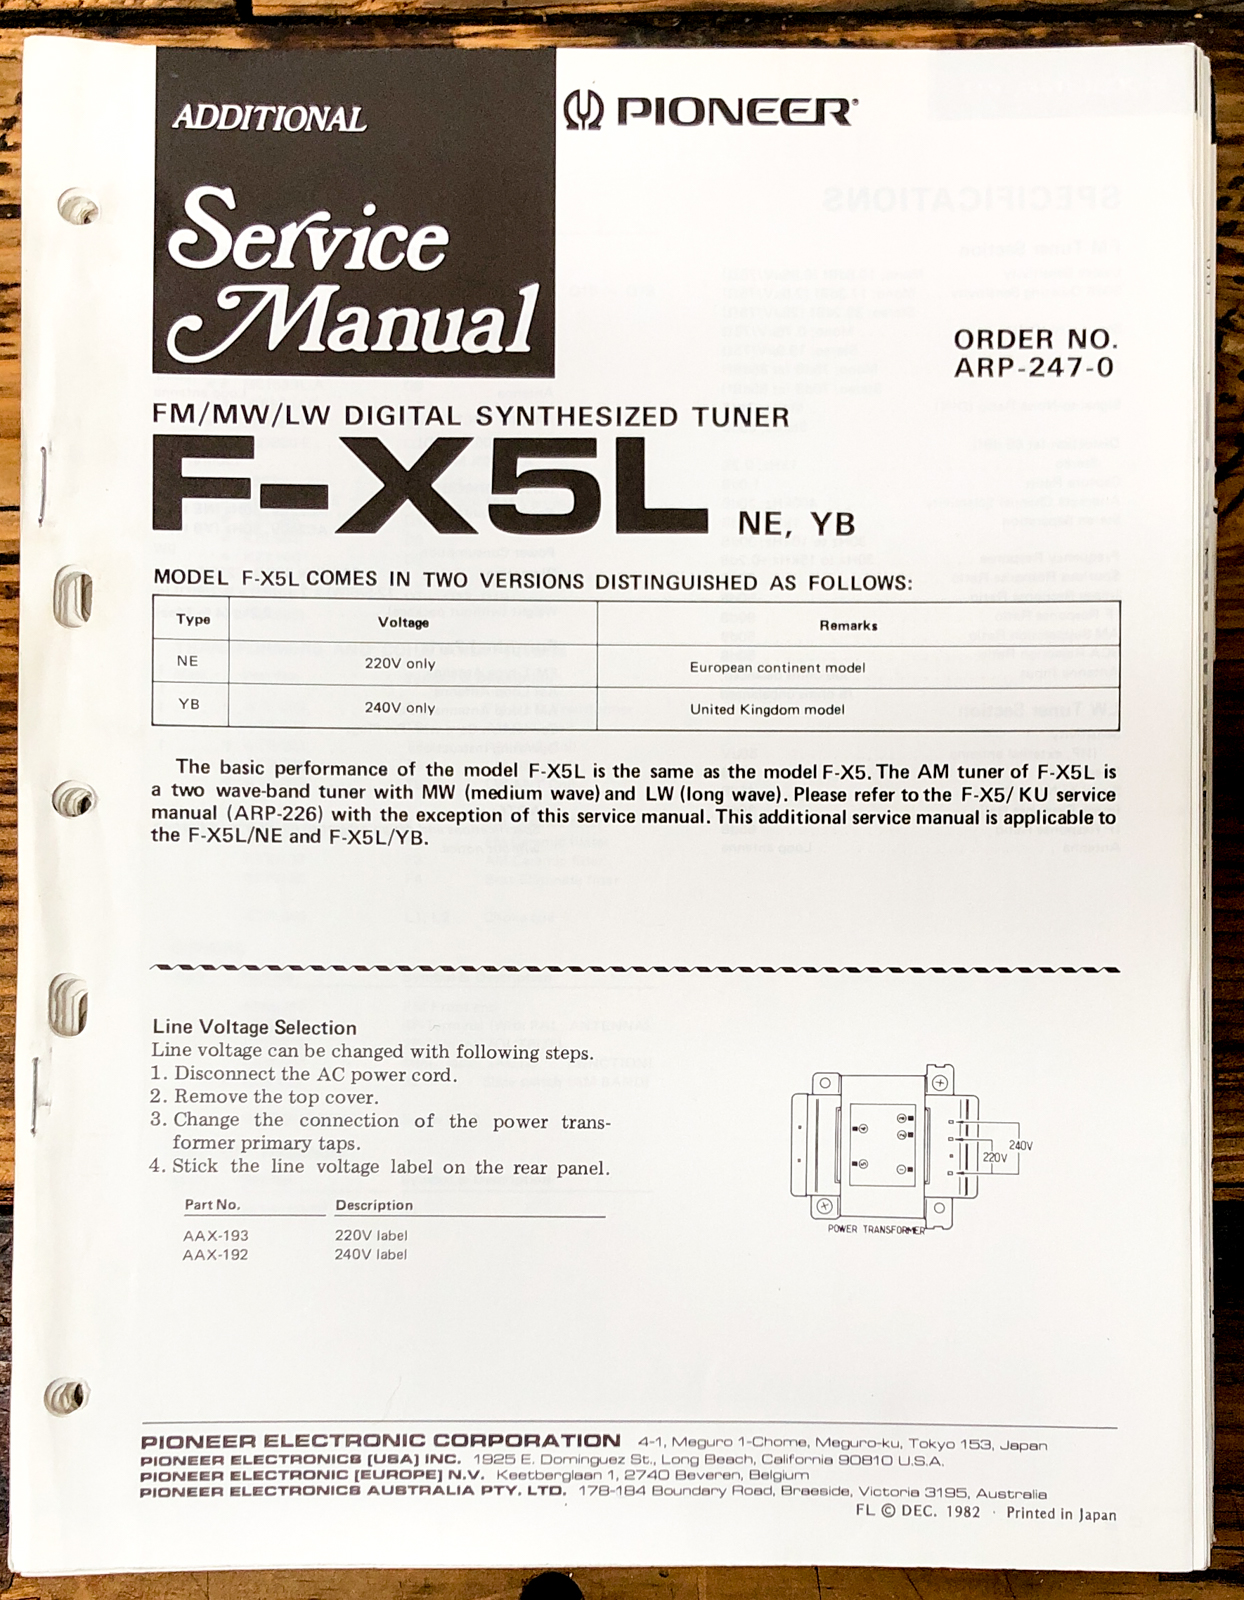 ADDITIONAL
Service
Manual
PIONEER
ORDER NO.
ARP-247-0
FM/MW/LW DIGITAL SYNTHESIZED TUNER
F-X5L NE, YB
MODEL F-X5L COMES IN TWO VERSIONS DISTINGUISHED AS FOLLOWS:
Type Voltage Remarks
NE 220V only European continent model
YB 240V only United Kingdom model
The basic performance of the model F-X5L is the same as the model F-X5. The AM tuner of F-X5L is
a two wave-band tuner with MW (medium wave) and LW (long wave). Please refer to the F-X5/ KU service
manual (ARP-226) with the exception of this service manual. This additional service manual is applicable to
the F-X5L/NE and F-X5L/YB.
Line Voltage Selection
Line voltage can be changed with following steps.
1. Disconnect the AC power cord.
2. Remove the top cover.
3. Change the connection of the power trans-
former primary taps.
4. Stick the line voltage label on the rear panel.
Part No. Description
AAX-193 220V label
AAX-192 240V label
240V
220V
POWER TRANSFORMER
PIONEER ELECTRONIC CORPORATION 4-1, Meguro 1-Chome, Meguro-ku, Tokyo 153, Japan
PIONEER ELECTRONICS [USA] INC. 1925 E. Dominguez St., Long Beach, California 90810 U.S.A.
PIONEER ELECTRONIC [EUROPE] N.V. Keetberglaan 1, 2740 Beveren, Belgium
PIONEER ELECTRONICS AUSTRALIA PTY. LTD. 178-184 Boundary Road, Braeside, Victoria 3195, Australia
FL © DEC. 1982 · Printed in Japan